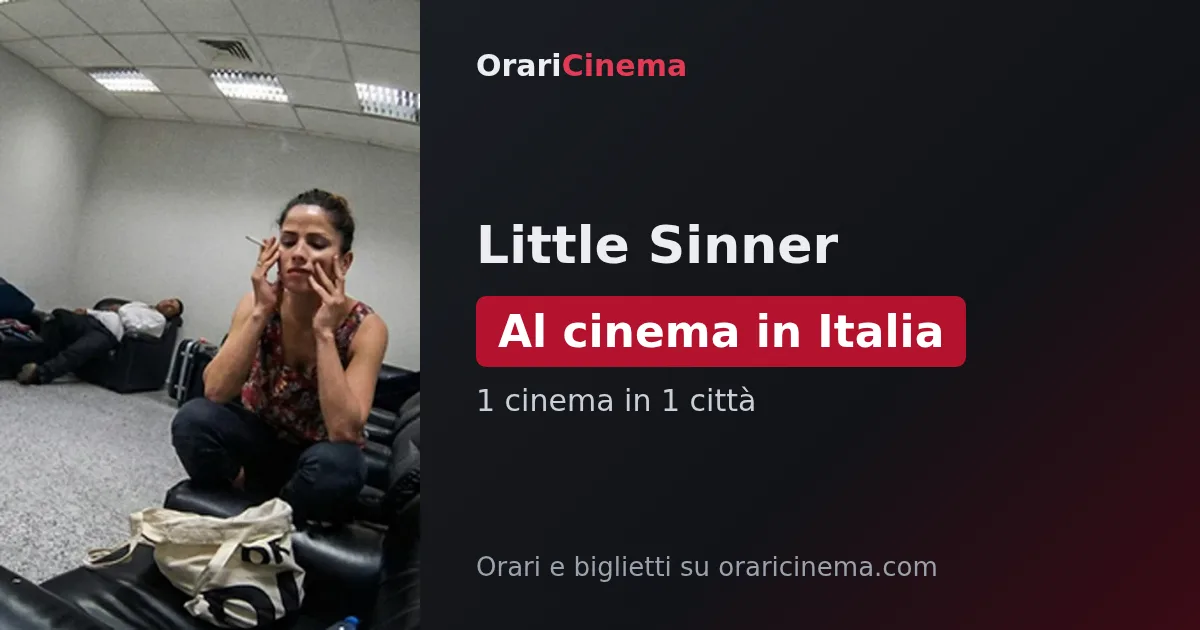 OrariCinema
Little Sinner
Al cinema in Italia
1 cinema in 1 città
Orari e biglietti su oraricinema.com